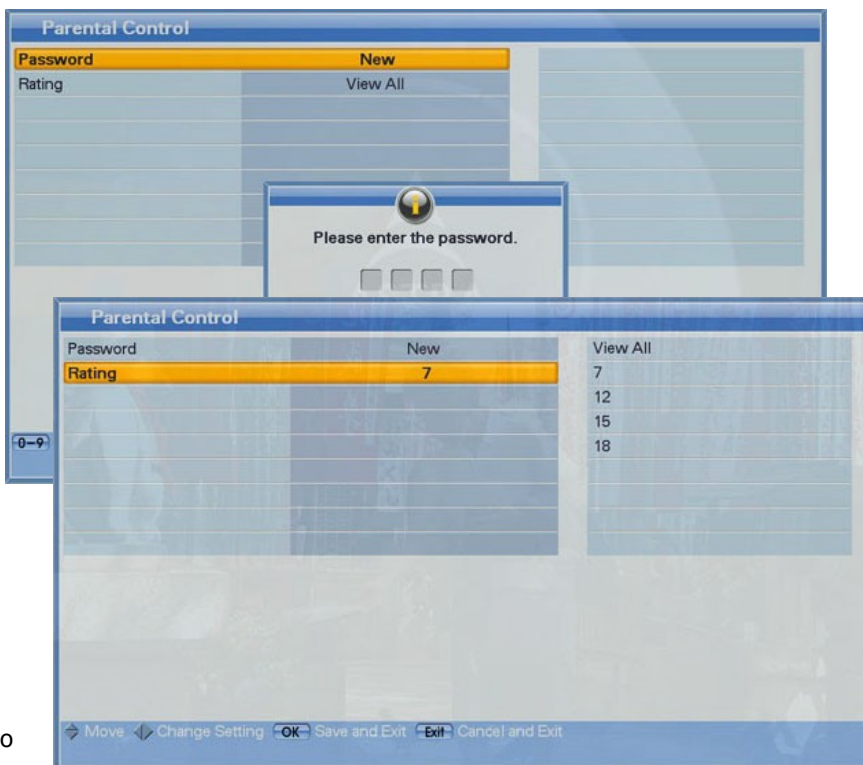 Parental Control
Password New
Rating View All
Please enter the password.
0-9
Parental Control
Password New View All
Rating 7 7
12
15
18
Move Change Setting OK Save and Exit Exit Cancel and Exit
o